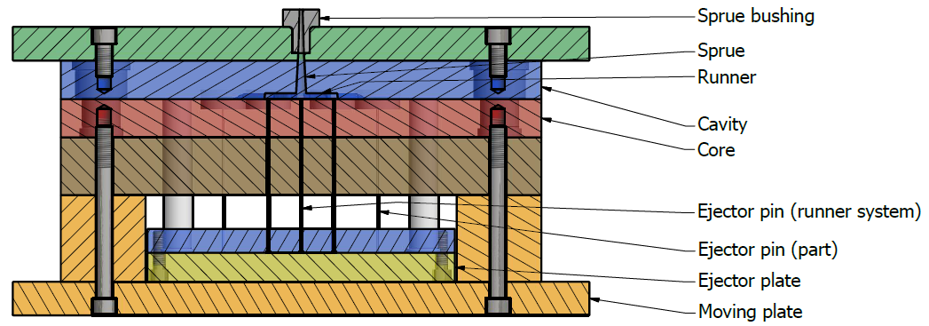 Sprue bushing
Sprue
Runner
Cavity
Core
Ejector pin (runner system)
Ejector pin (part)
Ejector plate
Moving plate